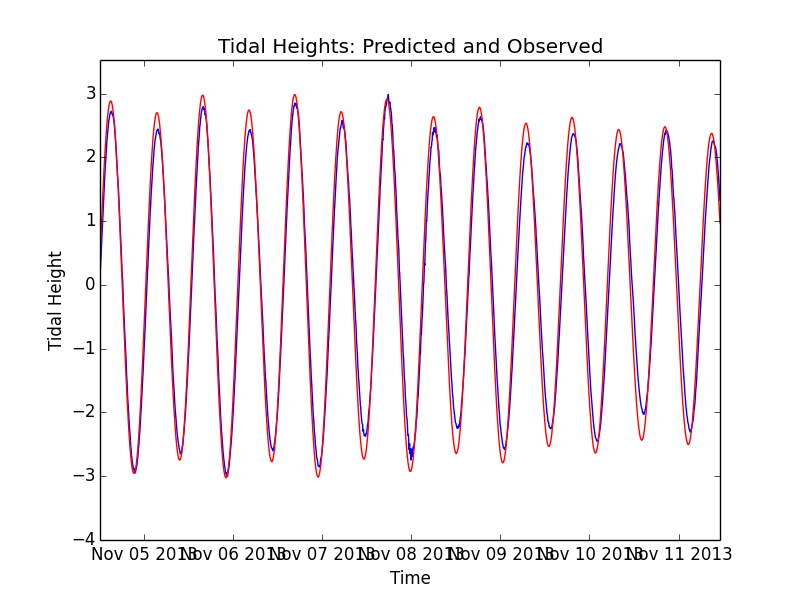 Tidal Heights: Predicted and Observed
3
2
1
0
−1
−2
−3
−4
Tidal Height
Nov 05 2013 Nov 06 2013 Nov 07 2013 Nov 08 2013 Nov 09 2013 Nov 10 2013 Nov 11 2013
Time